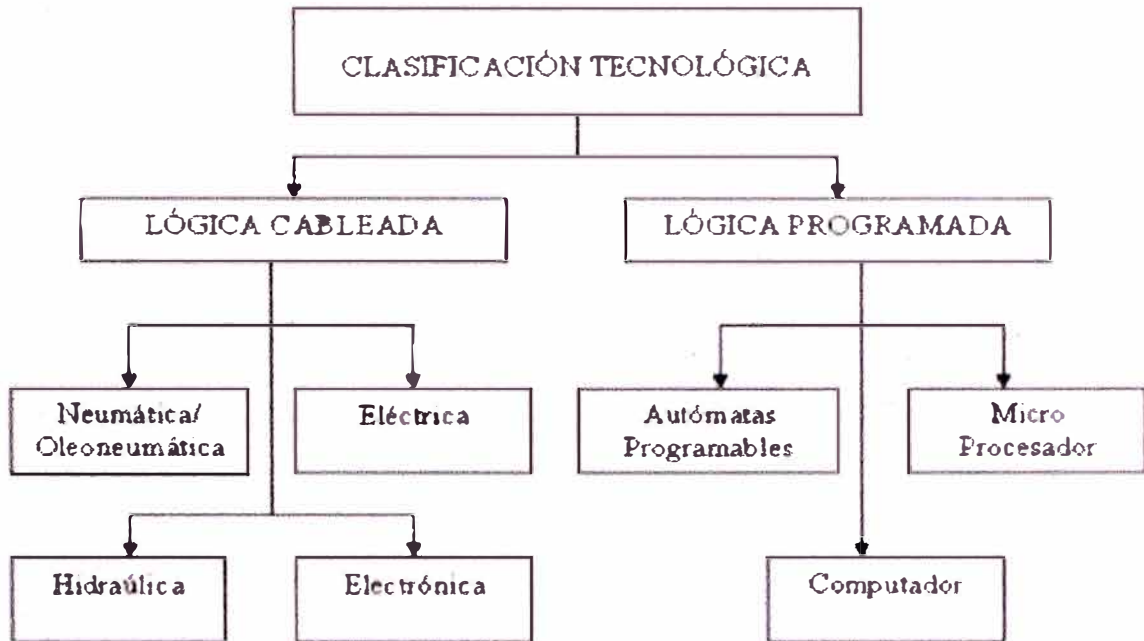 CLASIFICACIÓN TECNOLÓGICA
LÓGICA CABLEADA
LÓGICA PROGRAMADA
Neumática/
Oleoneumática
Eléctrica
Autómatas
Programables
Micro
Procesador
Hidraúlica
Electrónica
Computador